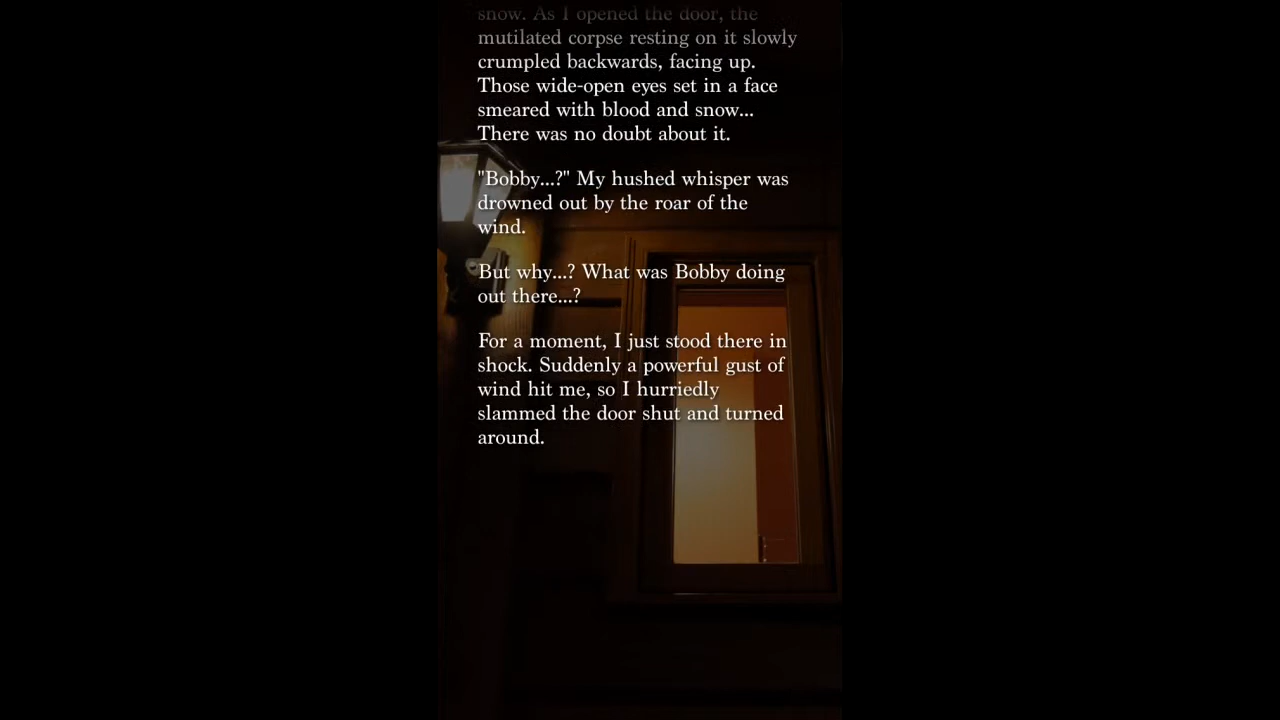 snow. As I opened the door, the
mutilated corpse resting on it slowly
crumpled backwards, facing up.
Those wide-open eyes set in a face
smeared with blood and snow...
There was no doubt about it.
"Bobby...?" My hushed whisper was
drowned out by the roar of the
wind.
But why...? What was Bobby doing
out there...?
For a moment, I just stood there in
shock. Suddenly a powerful gust of
wind hit me, so I hurriedly
slammed the door shut and turned
around.